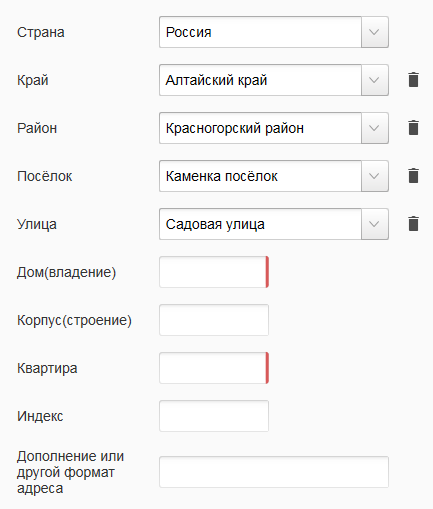 Страна Россия
Край Алтайский край
Район Красногорский район
Посёлок Каменка посёлок
Улица Садовая улица
Дом(владение)
Корпус(строение)
Квартира
Индекс
Дополнение или
другой формат
адреса